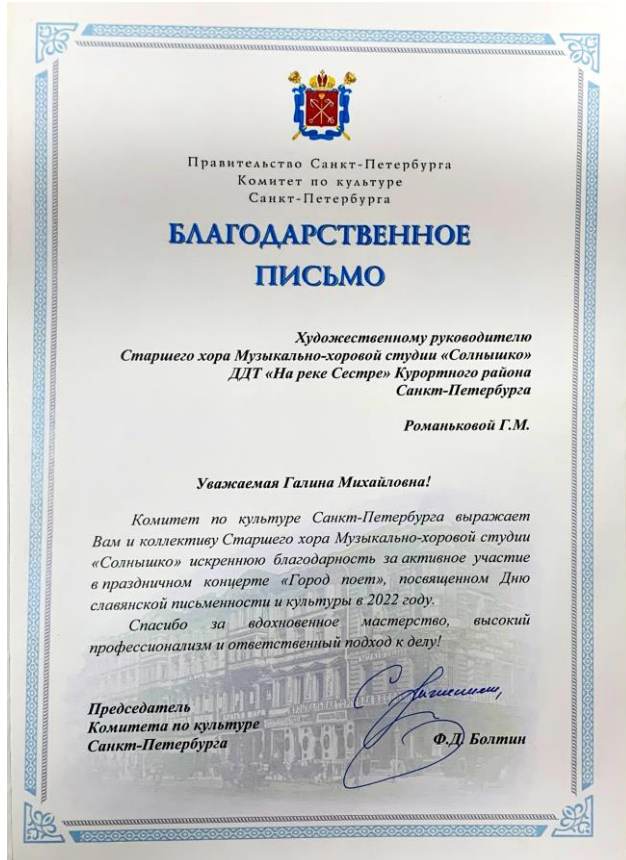 Правительство Санкт-Петербурга
Комитет по культуре
Санкт-Петербурга
БЛАГОДАРСТВЕННОЕ
ПИСЬМО
Художественному руководителю
Старшего хора Музыкально-хоровой студии «Солнышко»
ДДТ «На реке Сестре» Курортного района
Санкт-Петербурга
Романьковой Г.М.
Уважаемая Галина Михайловна!
Комитет по культуре Санкт-Петербурга выражает
Вам и коллективу Старшего хора Музыкально-хоровой студии
«Солнышко» искреннюю благодарность за активное участие
в праздничном концерте «Город поет», посвященном Дню
славянской письменности и культуры в 2022 году.
Спасибо за вдохновенное мастерство, высокий
профессионализм и ответственный подход к делу!
Председатель
Комитета по культуре
Санкт-Петербурга
Ф.Д. Болтин